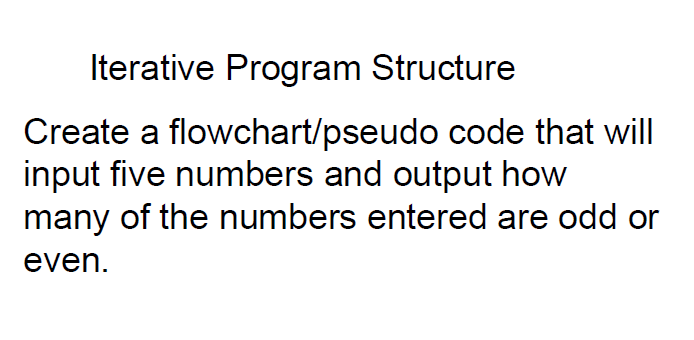 Iterative Program Structure
Create a flowchart/pseudo code that will
input five numbers and output how
many of the numbers entered are odd or
even.